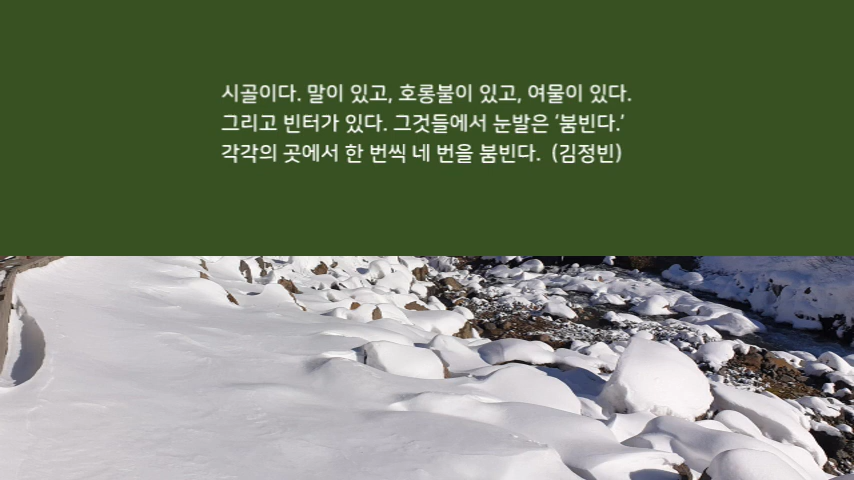 시골이다. 말이 있고, 호롱불이 있고, 여물이 있다.
그리고 빈터가 있다. 그것들에서 눈발은 ‘붐빈다.’
각각의 곳에서 한 번씩 네 번을 붐빈다. (김정빈)